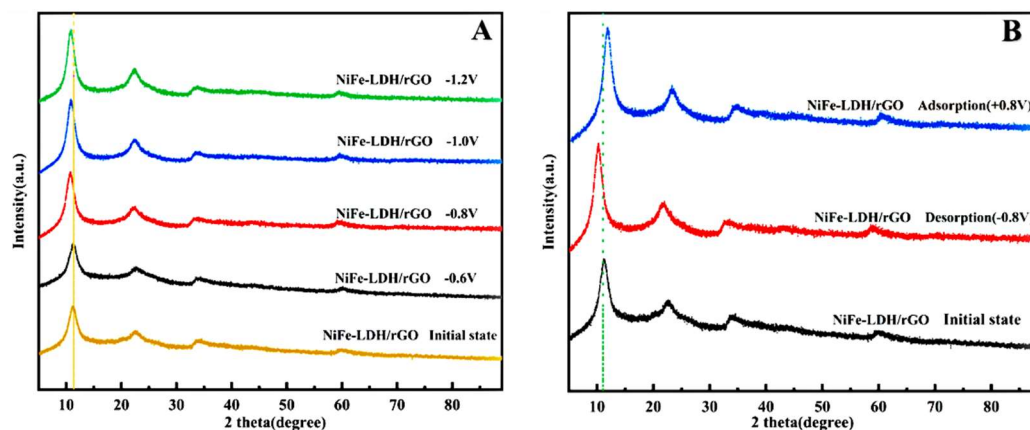 A
NiFe-LDH/rGO -1.2V
NiFe-LDH/rGO -1.0V
NiFe-LDH/rGO -0.8V
NiFe-LDH/rGO -0.6V
NiFe-LDH/rGO Initial state
Intensity(a.u.)
10 20 30 40 50 60 70 80
2 theta(degree)
B
NiFe-LDH/rGO Adsorption(+0.8V)
NiFe-LDH/rGO Desorption(-0.8V)
NiFe-LDH/rGO Initial state
Intensity(a.u.)
10 20 30 40 50 60 70 80
2 theta(degree)